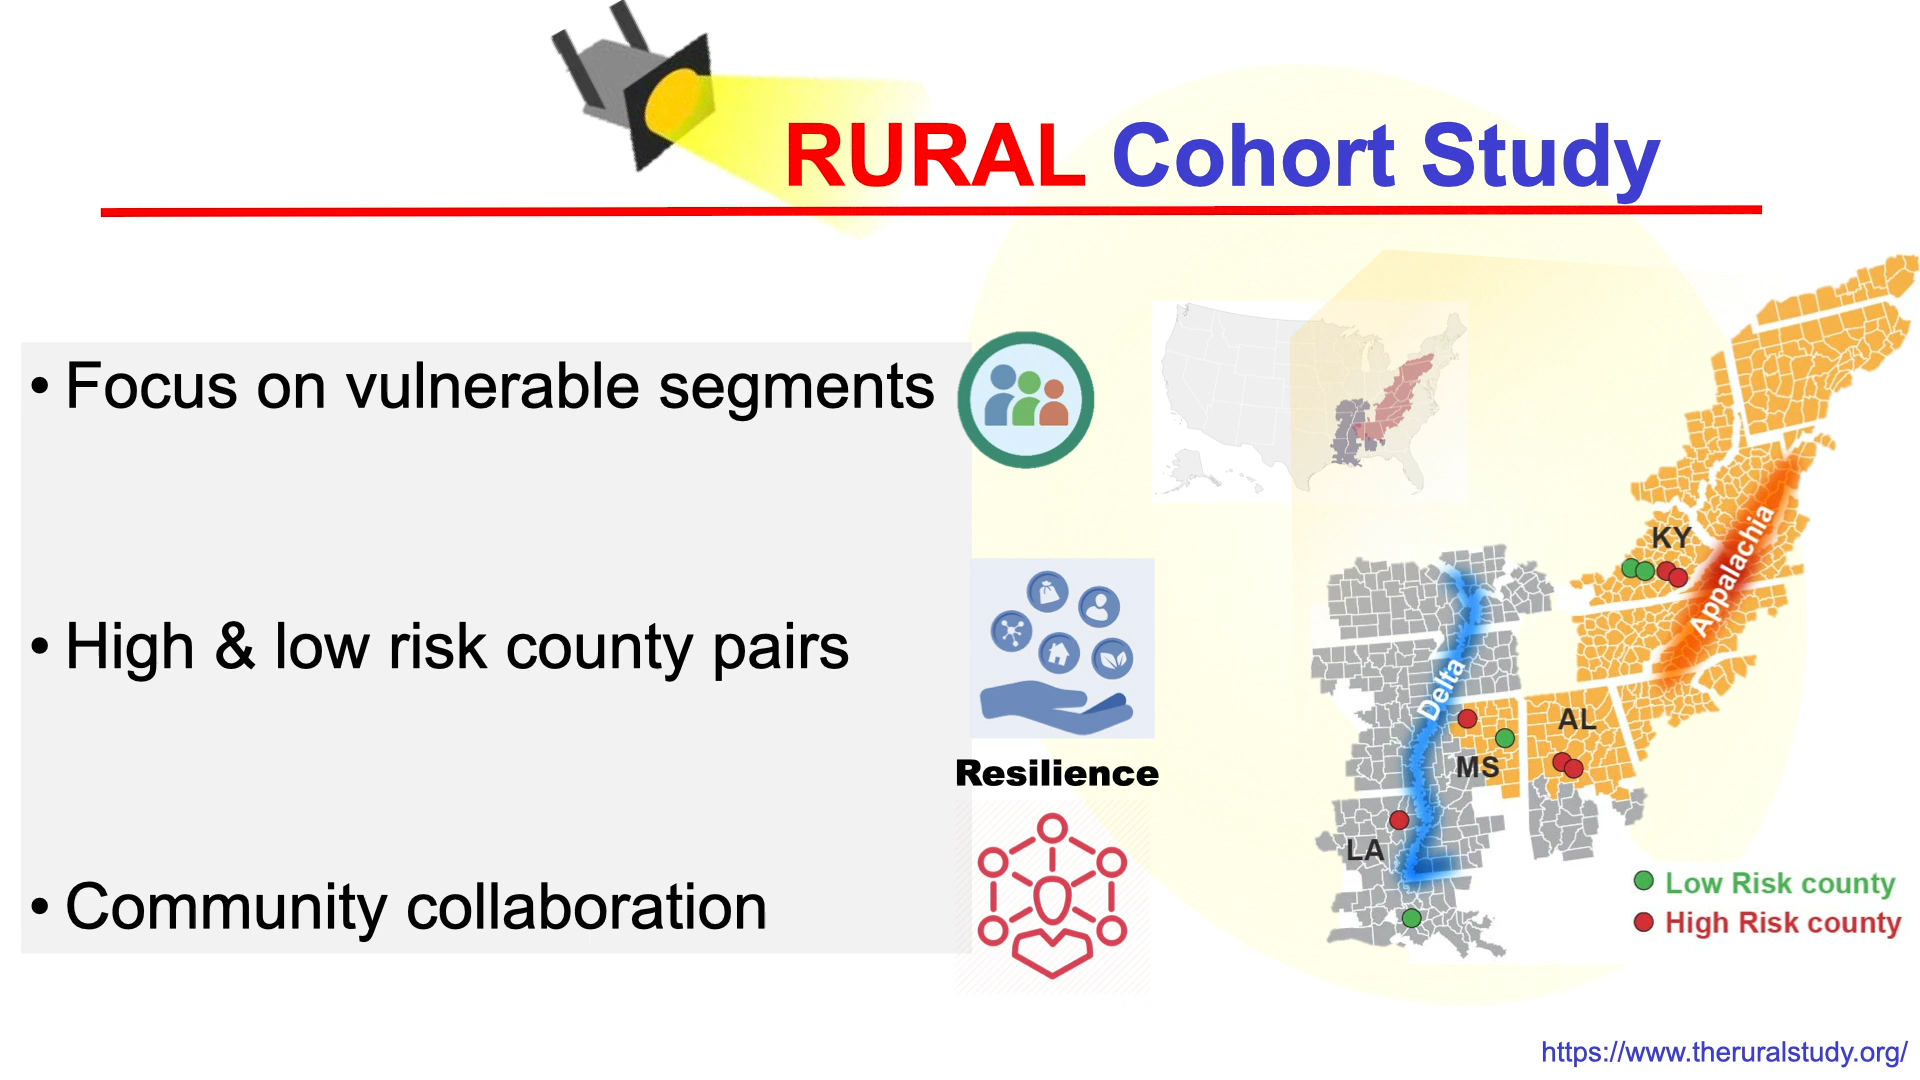 RURAL Cohort Study
• Focus on vulnerable segments
• High & low risk county pairs
Resilience
• Community collaboration
KY
Appalachia
Delta
AL
MS
LA
Low Risk county
High Risk county
https://www.theruralstudy.org/